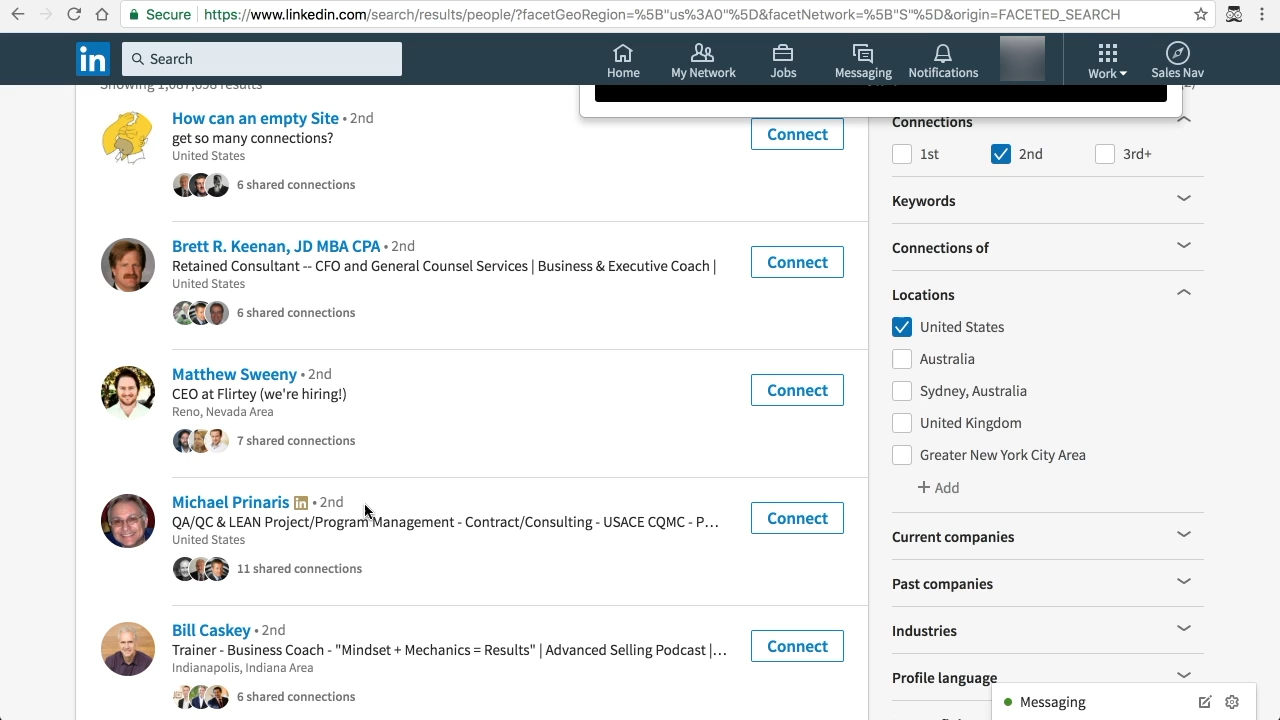 Secure
https://www.linkedin.com/search/results/people/?facetGeoRegion=%5B"us%3A0"%5D&facetNetwork=%5B"S"%5D&origin=FACETED_SEARCH
in
Search
Home
My Network
Jobs
Messaging
Notifications
Work
Sales Nav
Showing 1,087,698 results
How can an empty Site • 2nd
get so many connections?
United States
6 shared connections
Connect
Brett R. Keenan, JD MBA CPA • 2nd
Retained Consultant -- CFO and General Counsel Services | Business & Executive Coach |
United States
6 shared connections
Connect
Matthew Sweeny • 2nd
CEO at Flirtey (we're hiring!)
Reno, Nevada Area
7 shared connections
Connect
Michael Prinaris in • 2nd
QA/QC & LEAN Project/Program Management - Contract/Consulting - USACE CQMC - P...
United States
11 shared connections
Connect
Bill Caskey • 2nd
Trainer - Business Coach - "Mindset + Mechanics = Results" | Advanced Selling Podcast |...
Indianapolis, Indiana Area
6 shared connections
Connect
Connections
1st
2nd
3rd+
Keywords
Connections of
Locations
United States
Australia
Sydney, Australia
United Kingdom
Greater New York City Area
+ Add
Current companies
Past companies
Industries
Profile language
Messaging